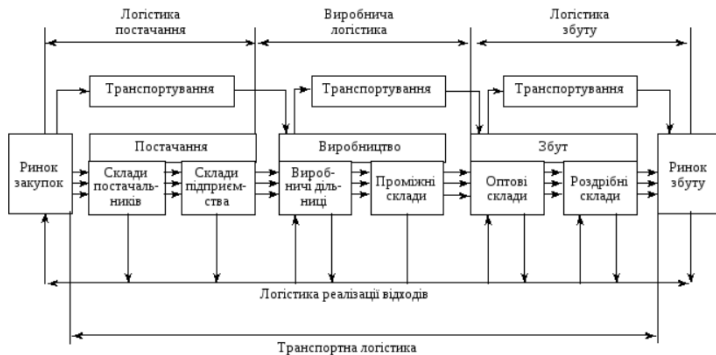 Логістика
постачання
Виробнича
логістика
Логістика
збуту
Транспортування
Транспортування
Транспортування
Ринок
закупок
Постачання
Склади
постачаль-
ників
Склади
підприєм-
ства
Виробництво
Вироб-
ничі діль-
ниці
Проміжні
склади
Збут
Оптові
склади
Роздрібні
склади
Ринок
збуту
Логістика реалізації відходів
Транспортна логістика